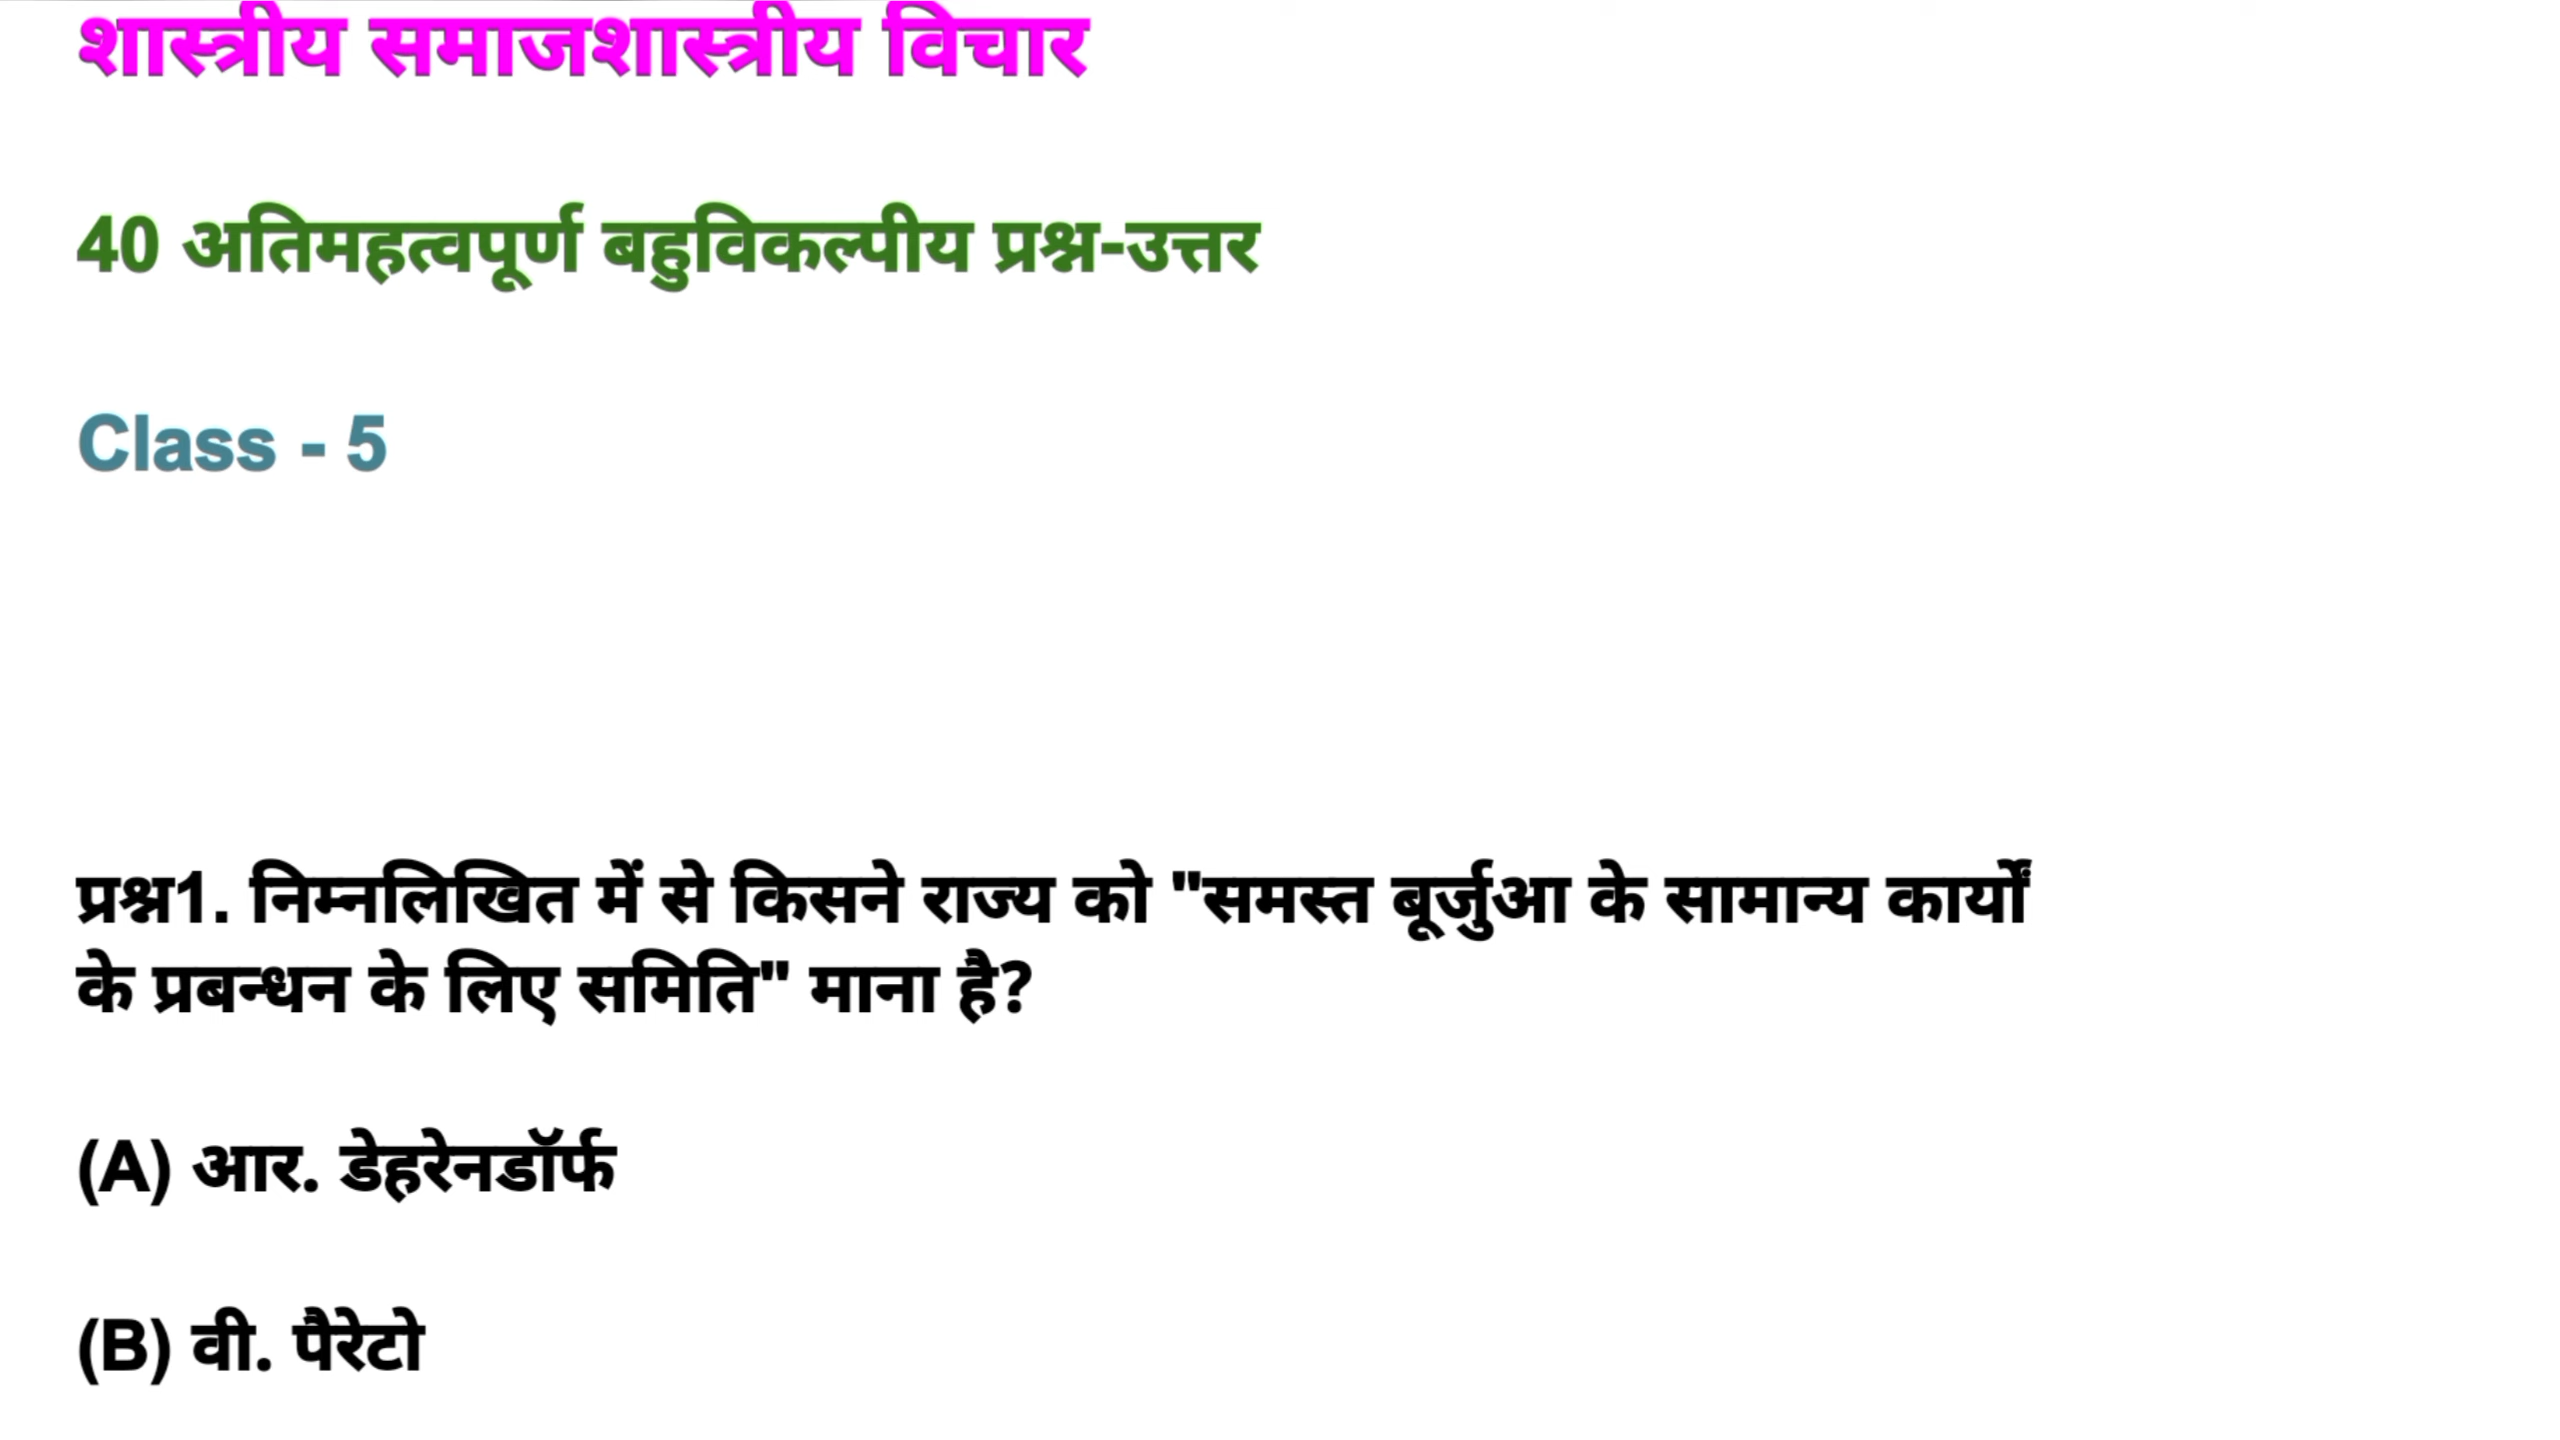 शास्त्रीय समाजशास्त्रीय विचार
40 अतिमहत्वपूर्ण बहुविकल्पीय प्रश्न-उत्तर
Class - 5
प्रश्न1. निम्नलिखित में से किसने राज्य को "समस्त बूर्जुआ के सामान्य कार्यों
के प्रबन्धन के लिए समिति" माना है?
(A) आर. डेहरेनडॉर्फ
(B) वी. पैरेटो